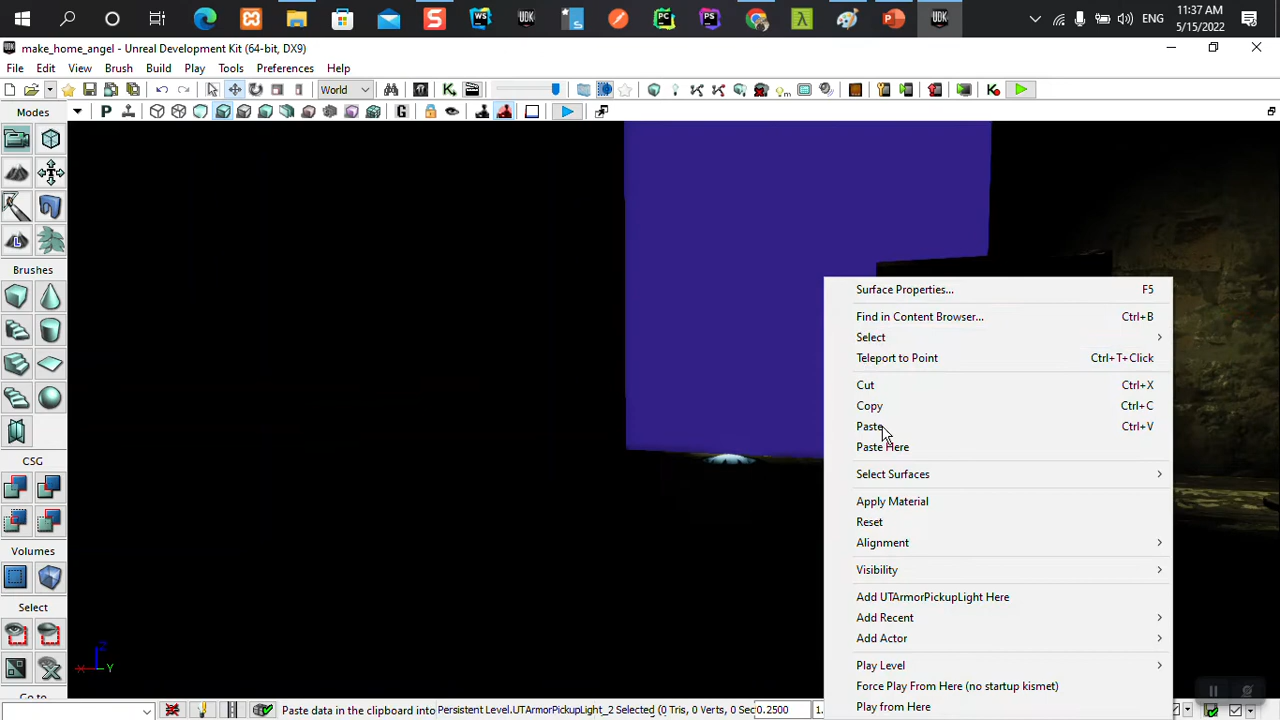 11:37 AM
ENG
5/15/2022
make_home_angel - Unreal Development Kit (64-bit, DX9)
File Edit View Brush Build Play Tools Preferences Help
World
Modes
Brushes
CSG
Volumes
Select
Go to
Surface Properties... F5
Find in Content Browser... Ctrl+B
Select
Teleport to Point Ctrl+T+Click
Cut Ctrl+X
Copy Ctrl+C
Paste Ctrl+V
Paste Here
Select Surfaces
Apply Material
Reset
Alignment
Visibility
Add UTArmorPickupLight Here
Add Recent
Add Actor
Play Level
Force Play From Here (no startup kismet)
Play from Here
X Z Y
Paste data in the clipboard into Persistent Level.UTArmorPickupLight_2 Selected (0 Tris, 0 Verts, 0 Sec 0.2500 1.